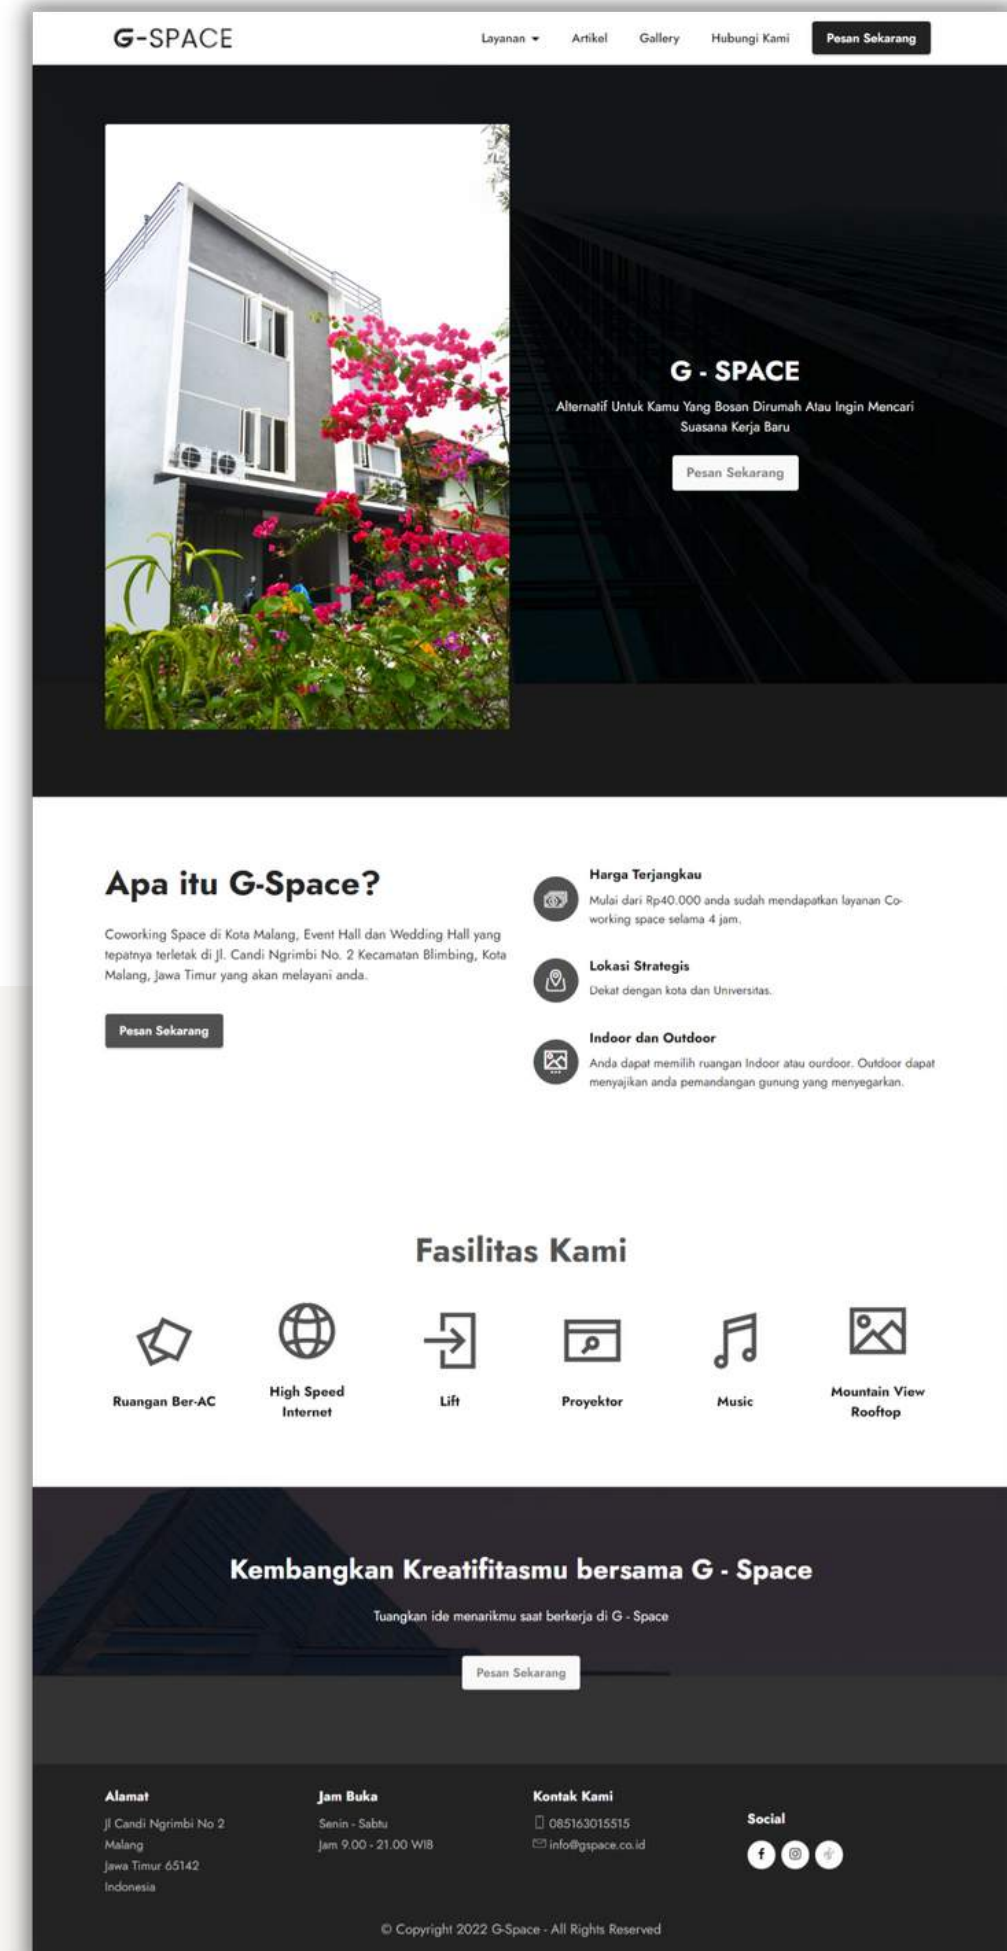 G-SPACE
Layanan Artikel Gallery Hubungi Kami Pesan Sekarang
G - SPACE
Alternatif Untuk Kamu Yang Bosan Dirumah Atau Ingin Mencari
Suasana Kerja Baru
Pesan Sekarang
Apa itu G-Space?
Coworking Space di Kota Malang, Event Hall dan Wedding Hall yang
tepatnya terletak di Jl. Candi Ngrimbi No. 2 Kecamatan Blimbing, Kota
Malang, Jawa Timur yang akan melayani anda.
Pesan Sekarang
Harga Terjangkau
Mulai dari Rp40.000 anda sudah mendapatkan layanan Co-
working space selama 4 jam.
Lokasi Strategis
Dekat dengan kota dan Universitas.
Indoor dan Outdoor
Anda dapat memilih ruangan Indoor atau ourdoor. Outdoor dapat
menyajikan anda pemandangan gunung yang menyegarkan.
Fasilitas Kami
Ruangan Ber-AC
High Speed
Internet
Lift
Proyektor
Music
Mountain View
Rooftop
Kembangkan Kreatifitasmu bersama G - Space
Tuangkan ide menarikmu saat berkerja di G - Space
Pesan Sekarang
Alamat
Jl Candi Ngrimbi No 2
Malang
Jawa Timur 65142
Indonesia
Jam Buka
Senin - Sabtu
Jam 9.00 - 21.00 WIB
Kontak Kami
085163015515
info@gspace.co.id
Social
© Copyright 2022 G-Space - All Rights Reserved